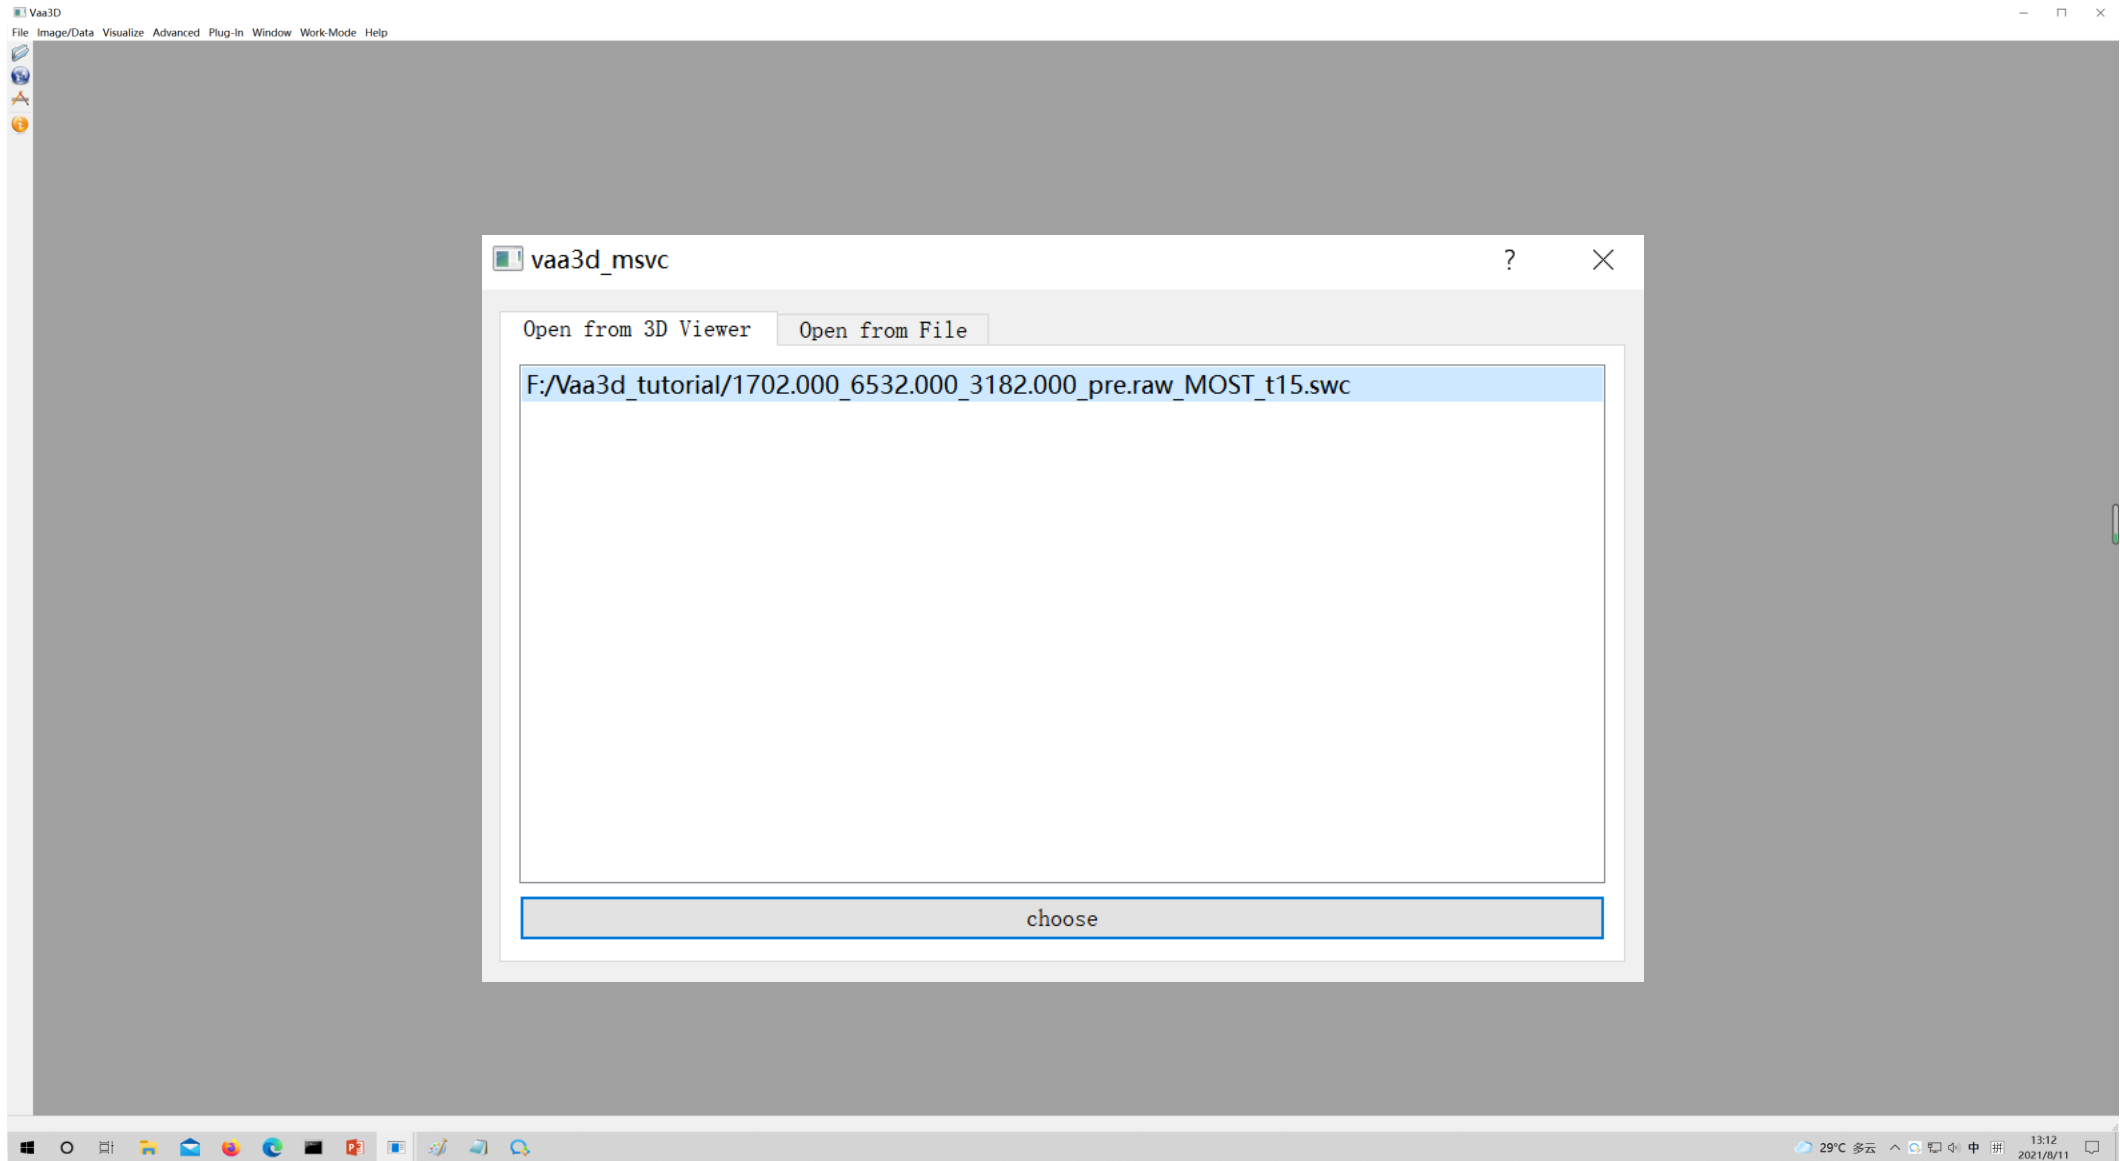 Vaa3D
File Image/Data Visualize Advanced Plug-In Window Work-Mode Help
vaa3d_msvc ?
Open from 3D Viewer Open from File
F:/Vaa3d_tutorial/1702.000_6532.000_3182.000_pre.raw_MOST_t15.swc
choose
29°C 多云 中 拼 13:12
2021/8/11